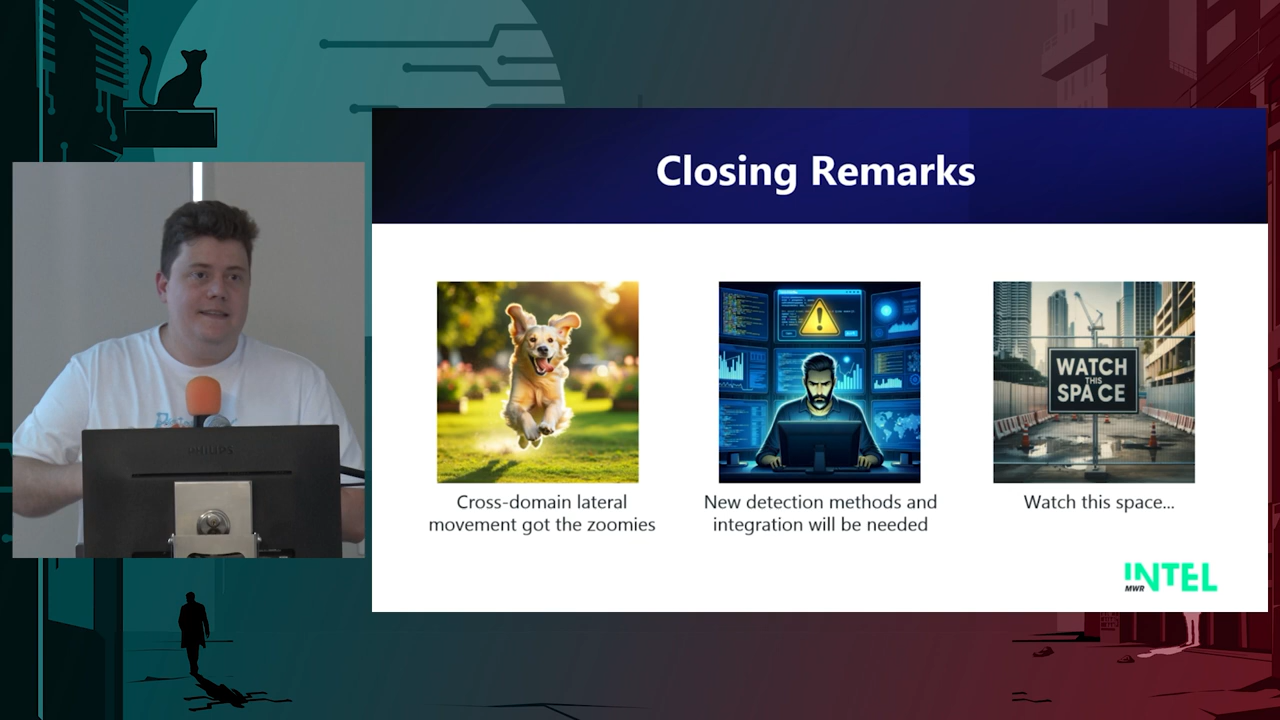 Closing Remarks
WATCH
THIS
SPACE
Cross-domain lateral
movement got the zoomies
New detection methods and
integration will be needed
Watch this space...
PHILIPS
INTEL
MWR